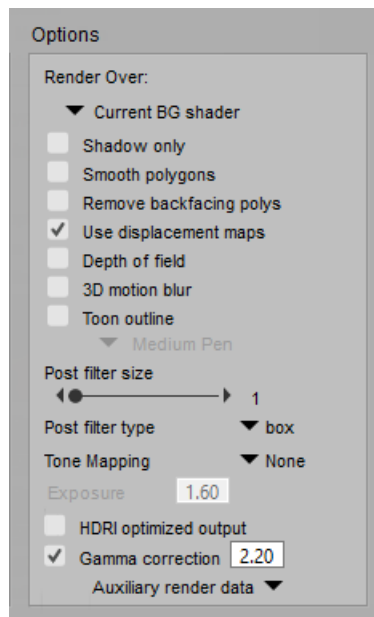 Options
Render Over:
Current BG shader
Shadow only
Smooth polygons
Remove backfacing polys
Use displacement maps
Depth of field
3D motion blur
Toon outline
Medium Pen
Post filter size
1
Post filter type box
Tone Mapping None
Exposure 1.60
HDRI optimized output
Gamma correction 2.20
Auxiliary render data